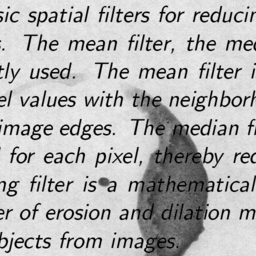 sic spatial filters for reducin
s. The mean filter, the med
tly used. The mean filter i
el values with the neighborh
image edges. The median fi
l for each pixel, thereby red
ng filter is a mathematical
er of erosion and dilation m
bjects from images.